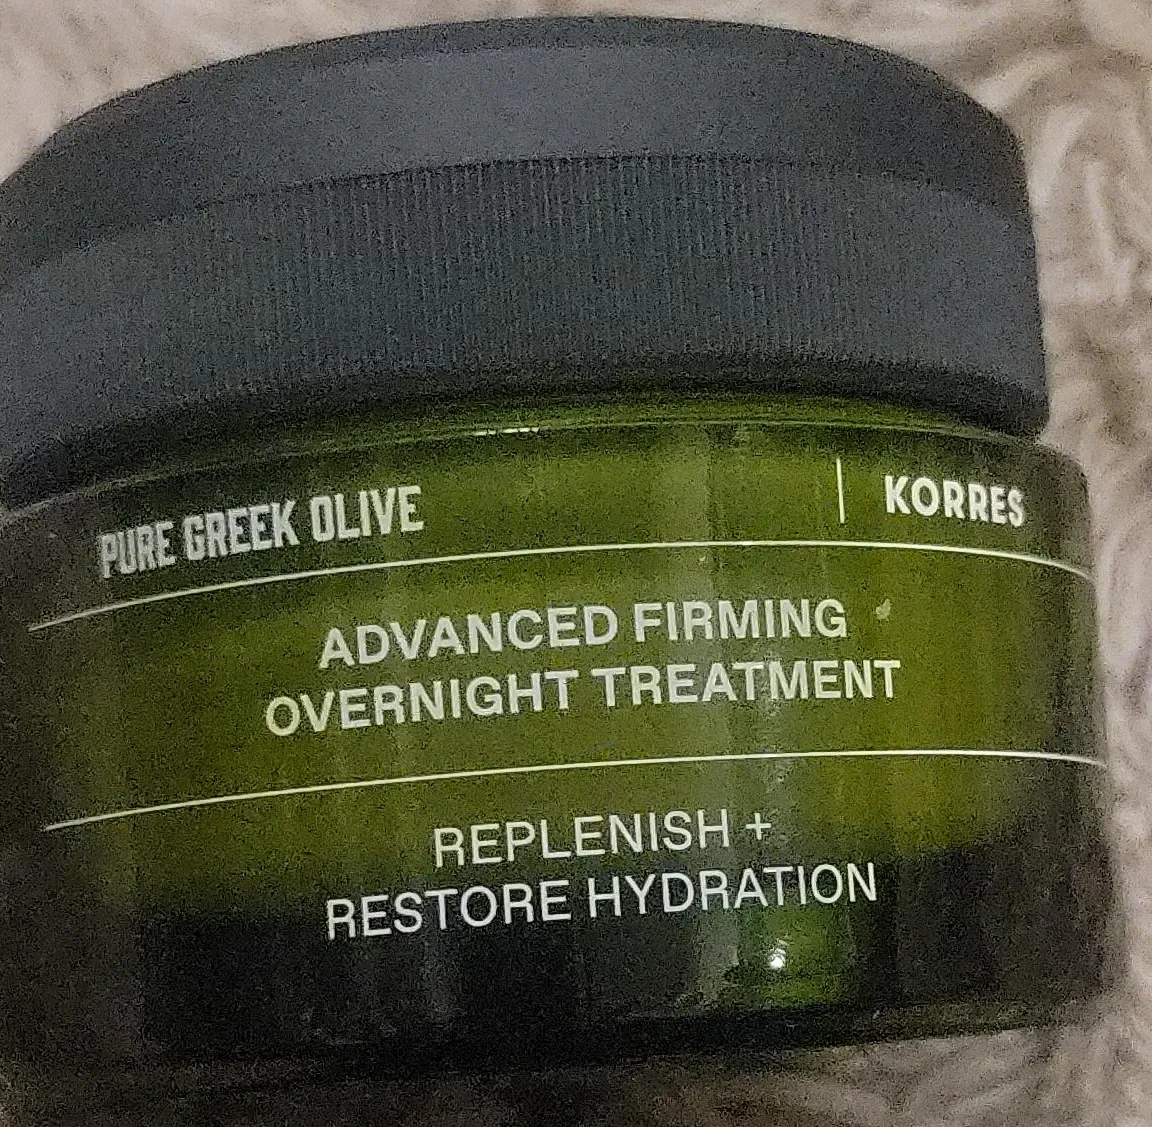 PURE GREEK OLIVE | KORRES
ADVANCED FIRMING
OVERNIGHT TREATMENT
REPLENISH +
RESTORE HYDRATION